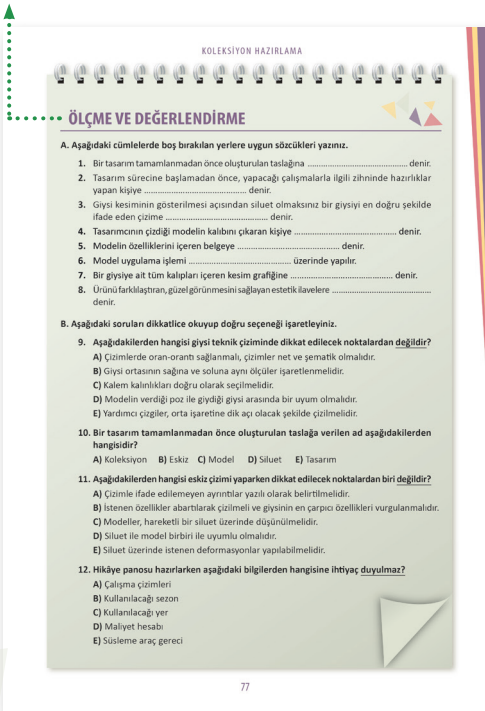 KOLEKSİYON HAZIRLAMA
ÖLÇME VE DEĞERLENDİRME
A. Aşağıdaki cümlelerde boş bırakılan yerlere uygun sözcükleri yazınız.
1. Bir tasarım tamamlanmadan önce oluşturulan taslağına ........................................ denir.
2. Tasarım sürecine başlamadan önce, yapacağı çalışmalarla ilgili zihninde hazırlıklar
yapan kişiye ........................................ denir.
3. Giysi kesiminin gösterilmesi açısından siluet olmaksınız bir giysiyi en doğru şekilde
ifade eden çizime ........................................ denir.
4. Tasarımcının çizdiği modelin kalıbını çıkaran kişiye ........................................ denir.
5. Modelin özelliklerini içeren belgeye ........................................ denir.
6. Model uygulama işlemi ........................................ üzerinde yapılır.
7. Bir giysiye ait tüm kalıpları içeren kesim grafiğine ........................................ denir.
8. Ürünü farklılaştıran, güzel görünmesini sağlayan estetik ilavelere ........................................
denir.
B. Aşağıdaki soruları dikkatlice okuyup doğru seçeneği işaretleyiniz.
9. Aşağıdakilerden hangisi giysi teknik çiziminde dikkat edilecek noktalardan değildir?
A) Çizimlerde oran-orantı sağlanmalı, çizimler net ve şematik olmalıdır.
B) Giysi ortasının sağına ve soluna aynı ölçüler işaretlenmelidir.
C) Kalem kalınlıkları doğru olarak seçilmelidir.
D) Modelin verdiği poz ile giydiği giysi arasında bir uyum olmalıdır.
E) Yardımcı çizgiler, orta işaretine dik açı olacak şekilde çizilmelidir.
10. Bir tasarım tamamlanmadan önce oluşturulan taslağa verilen ad aşağıdakilerden
hangisidir?
A) Koleksiyon B) Eskiz C) Model D) Siluet E) Tasarım
11. Aşağıdakilerden hangisi eskiz çizimi yaparken dikkat edilecek noktalardan biri değildir?
A) Çizimle ifade edilemeyen ayrıntılar yazılı olarak belirtilmelidir.
B) İstenen özellikler abartılarak çizilmeli ve giysinin en çarpıcı özellikleri vurgulanmalıdır.
C) Modeller, hareketli bir siluet üzerinde düşünülmelidir.
D) Siluet ile model birbiri ile uyumlu olmalıdır.
E) Siluet üzerinde istenen deformasyonlar yapılabilmelidir.
12. Hikâye panosu hazırlarken aşağıdaki bilgilerden hangisine ihtiyaç duyulmaz?
A) Çalışma çizimleri
B) Kullanılacağı sezon
C) Kullanılacağı yer
D) Maliyet hesabı
E) Süsleme araç gereci
77